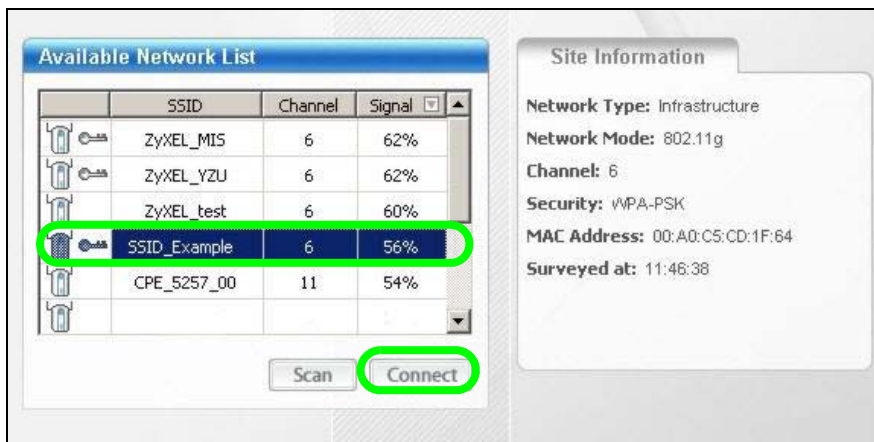 Available Network List
SSID Channel Signal
ZyXEL_MIS 6 62%
ZyXEL_YZU 6 62%
ZyXEL_test 6 60%
SSID_Example 6 56%
CPE_5257_00 11 54%
Scan Connect
Site Information
Network Type: Infrastructure
Network Mode: 802.11g
Channel: 6
Security: WPA-PSK
MAC Address: 00:A0:C5:CD:1F:64
Surveyed at: 11:46:38